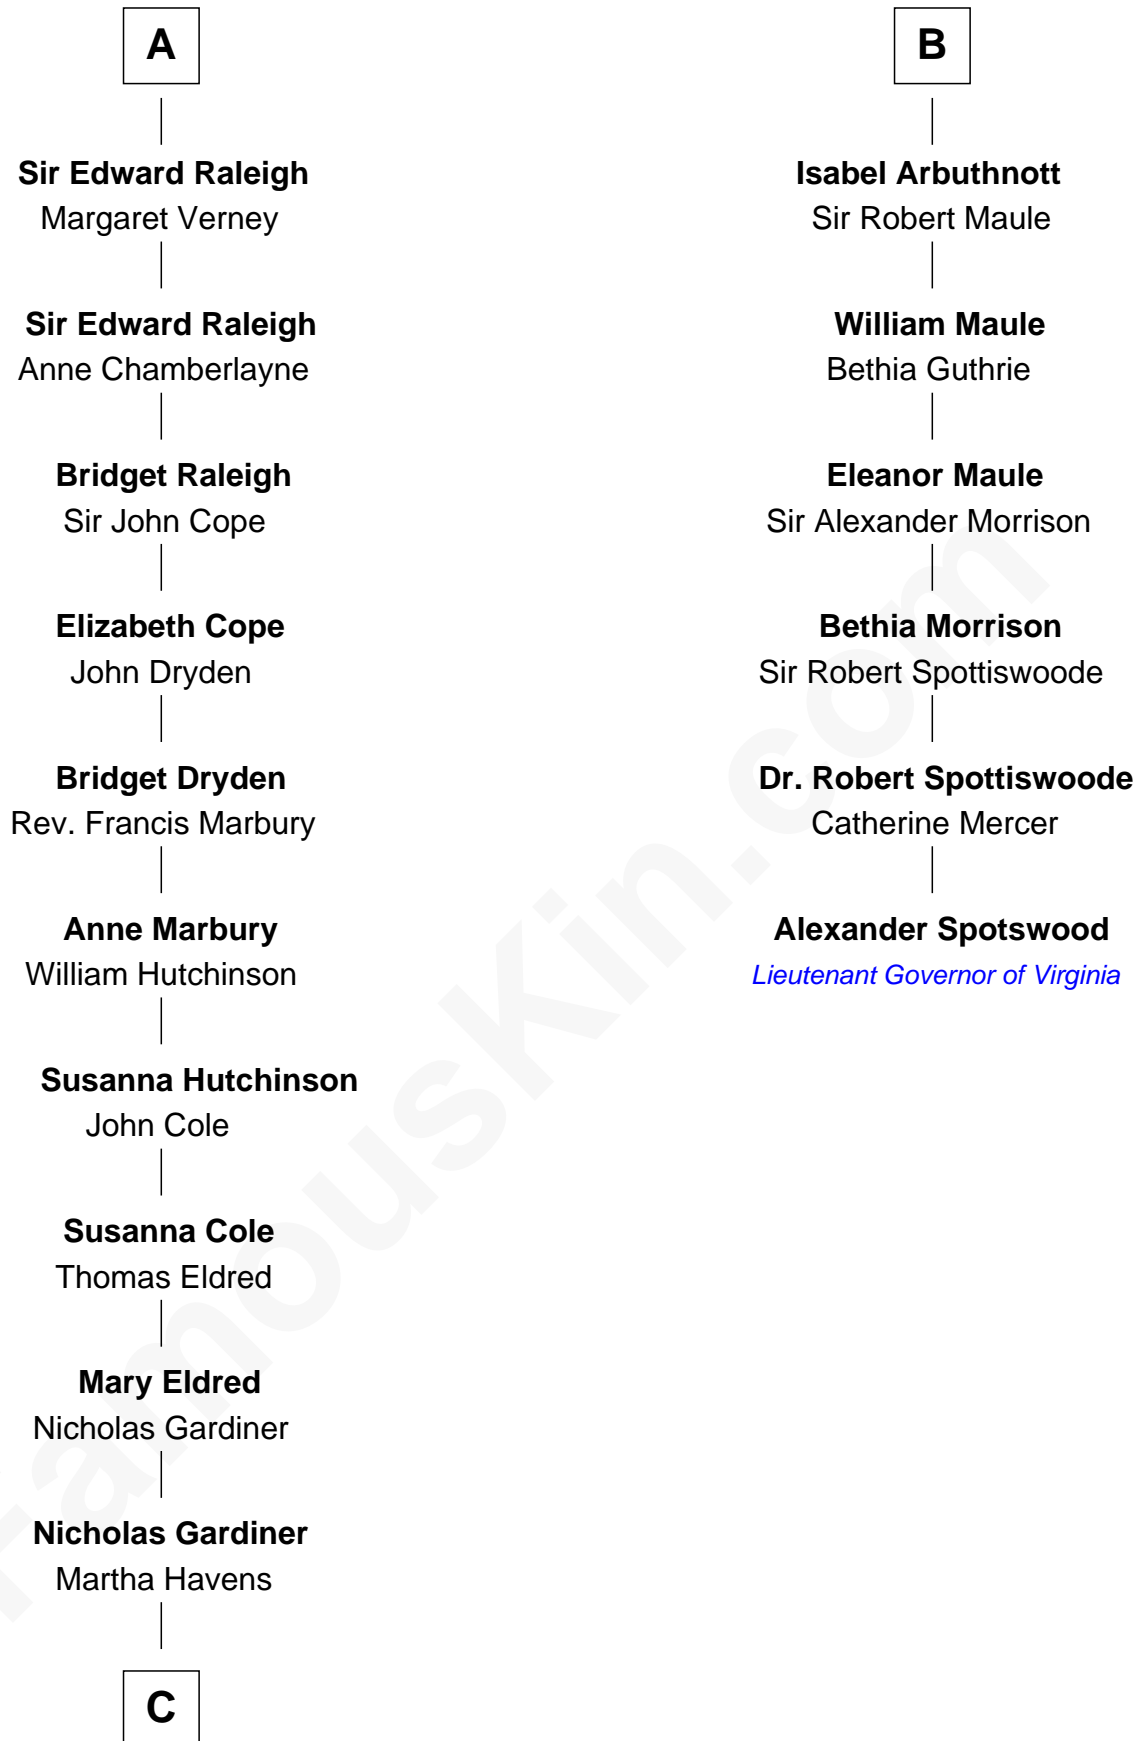 A
Sir Edward Raleigh
Margaret Verney
Sir Edward Raleigh
Anne Chamberlayne
Bridget Raleigh
Sir John Cope
Elizabeth Cope
John Dryden
Bridget Dryden
Rev. Francis Marbury
Anne Marbury
William Hutchinson
Susanna Hutchinson
John Cole
Susanna Cole
Thomas Eldred
Mary Eldred
Nicholas Gardiner
Nicholas Gardiner
Martha Havens
C
B
Isabel Arbuthnott
Sir Robert Maule
William Maule
Bethia Guthrie
Eleanor Maule
Sir Alexander Morrison
Bethia Morrison
Sir Robert Spottiswoode
Dr. Robert Spottiswoode
Catherine Mercer
Alexander Spotswood
Lieutenant Governor of Virginia
FamousKin.com